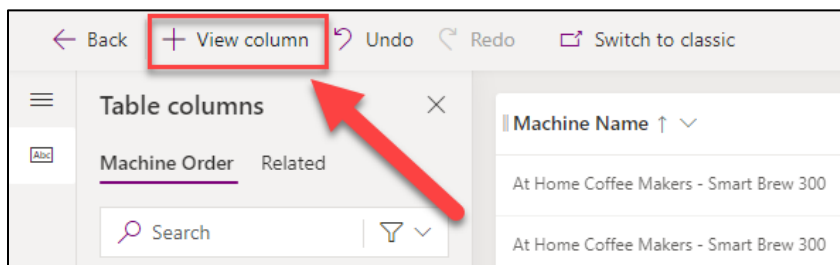 Back + View column Undo Redo Switch to classic
Table columns
Machine Order Related
Search
Abc
Machine Name ↑
At Home Coffee Makers - Smart Brew 300
At Home Coffee Makers - Smart Brew 300